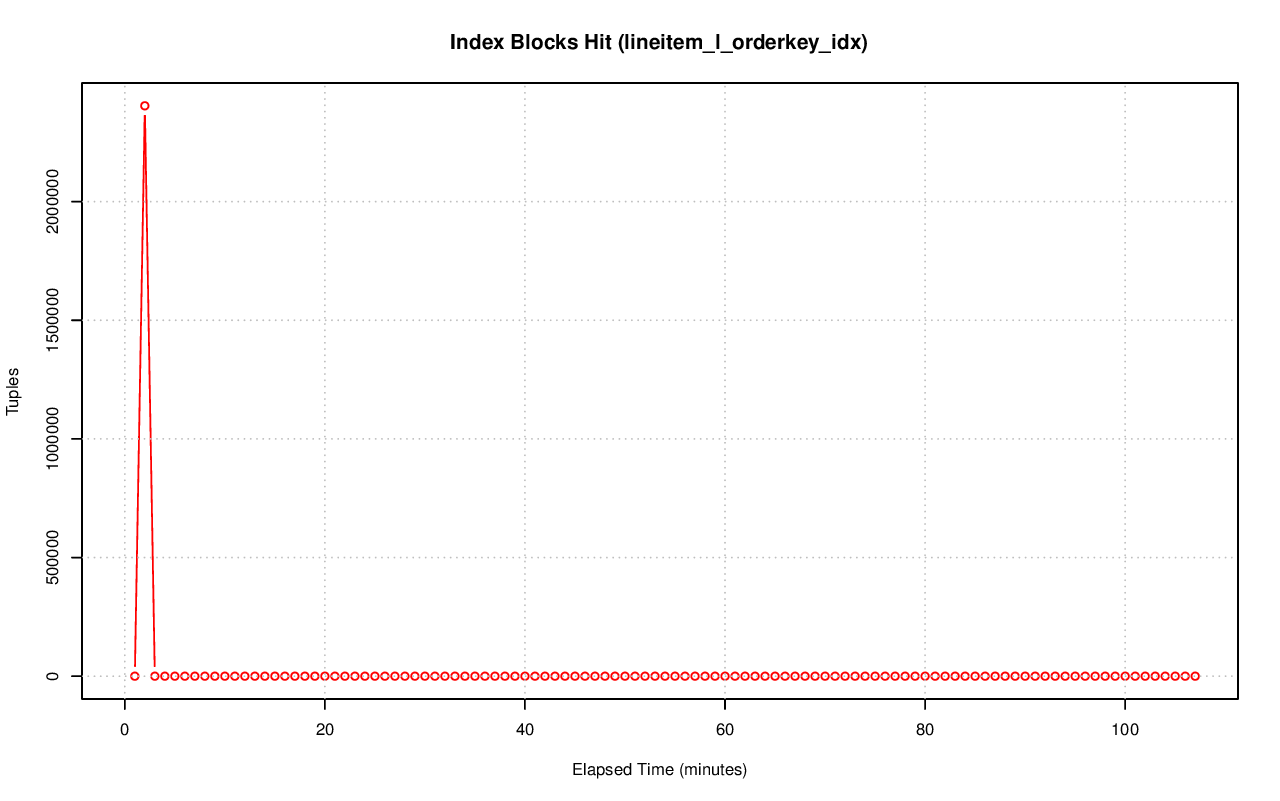 Index Blocks Hit (lineitem_l_orderkey_idx)
Tuples
2000000
1500000
1000000
500000
0
0 20 40 60 80 100
Elapsed Time (minutes)